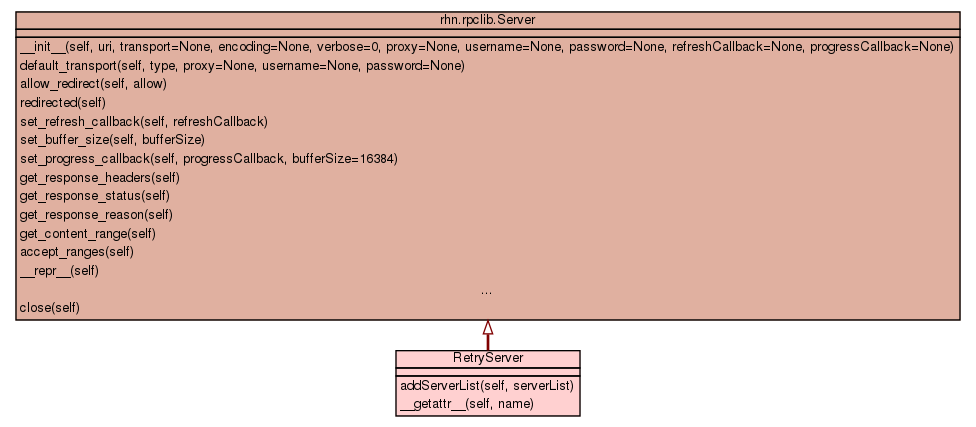 rhn.rpclib.Server
__init__(self, uri, transport=None, encoding=None, verbose=0, proxy=None, username=None, password=None, refreshCallback=None, progressCallback=None)
default_transport(self, type, proxy=None, username=None, password=None)
allow_redirect(self, allow)
redirected(self)
set_refresh_callback(self, refreshCallback)
set_buffer_size(self, bufferSize)
set_progress_callback(self, progressCallback, bufferSize=16384)
get_response_headers(self)
get_response_status(self)
get_response_reason(self)
get_content_range(self)
accept_ranges(self)
__repr__(self)
...
close(self)
RetryServer
addServerList(self, serverList)
__getattr__(self, name)